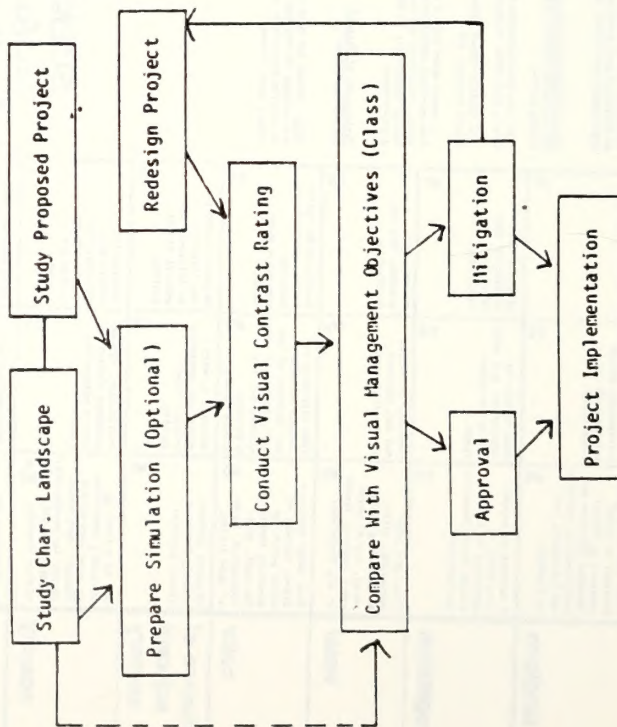 Study Char. Landscape
Study Proposed Project
Prepare Simulation (Optional)
Redesign Project
Conduct Visual Contrast Rating
Compare With Visual Management Objectives (Class)
Approval
Mitigation
Project Implementation